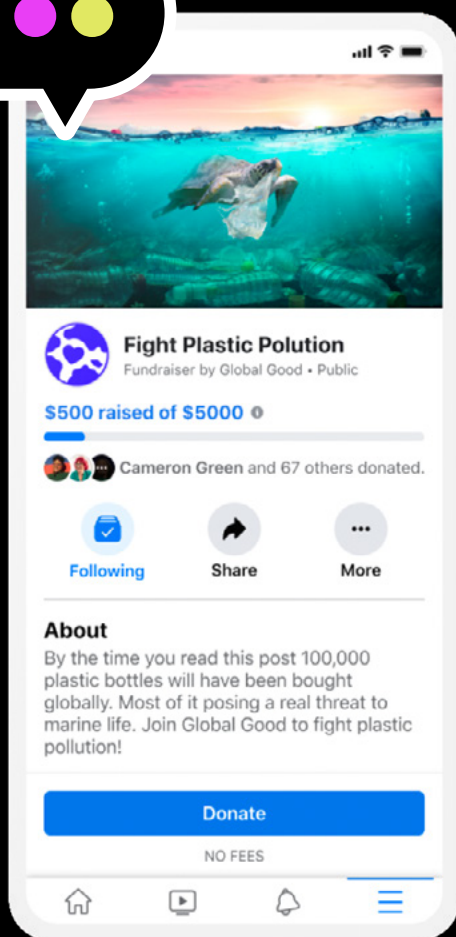 Fight Plastic Polution
Fundraiser by Global Good • Public
$500 raised of $5000
Cameron Green and 67 others donated.
Following
Share
More
About
By the time you read this post 100,000
plastic bottles will have been bought
globally. Most of it posing a real threat to
marine life. Join Global Good to fight plastic
pollution!
Donate
NO FEES